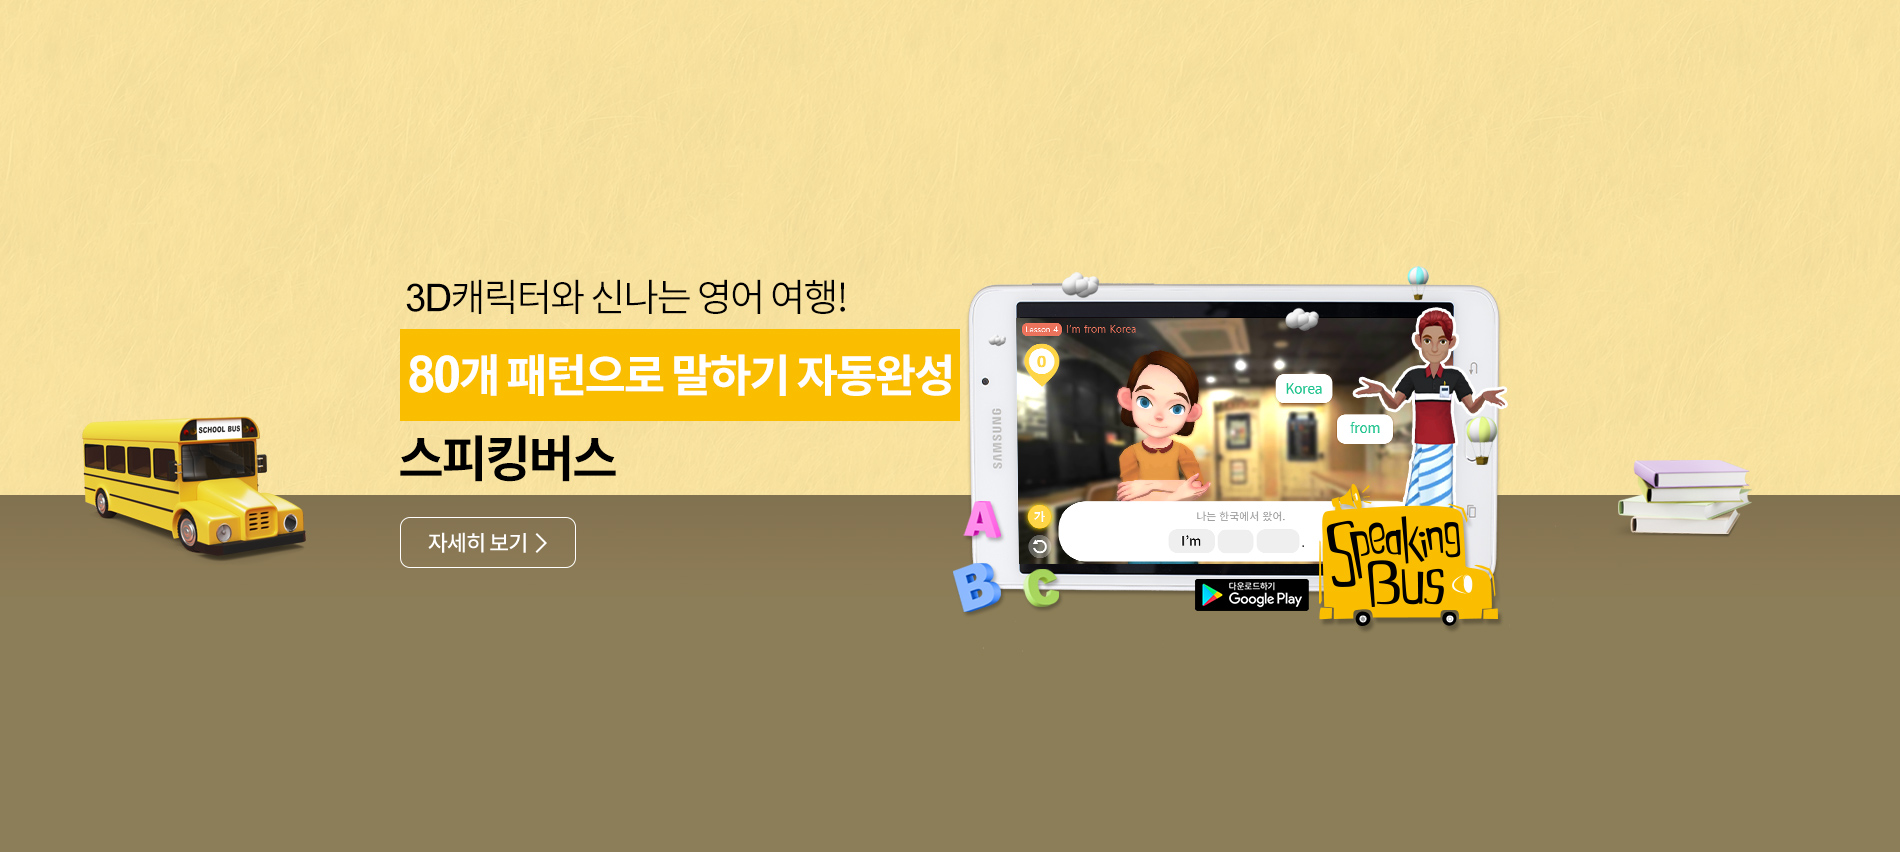 3D캐릭터와 신나는 영어 여행!
80개 패턴으로 말하기 자동완성
스피킹버스
자세히 보기
SCHOOL BUS
SAMSUNG
Lesson 4 I'm from Korea
0
Korea
from
가
나는 한국에서 왔어.
I'm .
A
B
C
다운로드하기
Google Play
Speaking
Bus